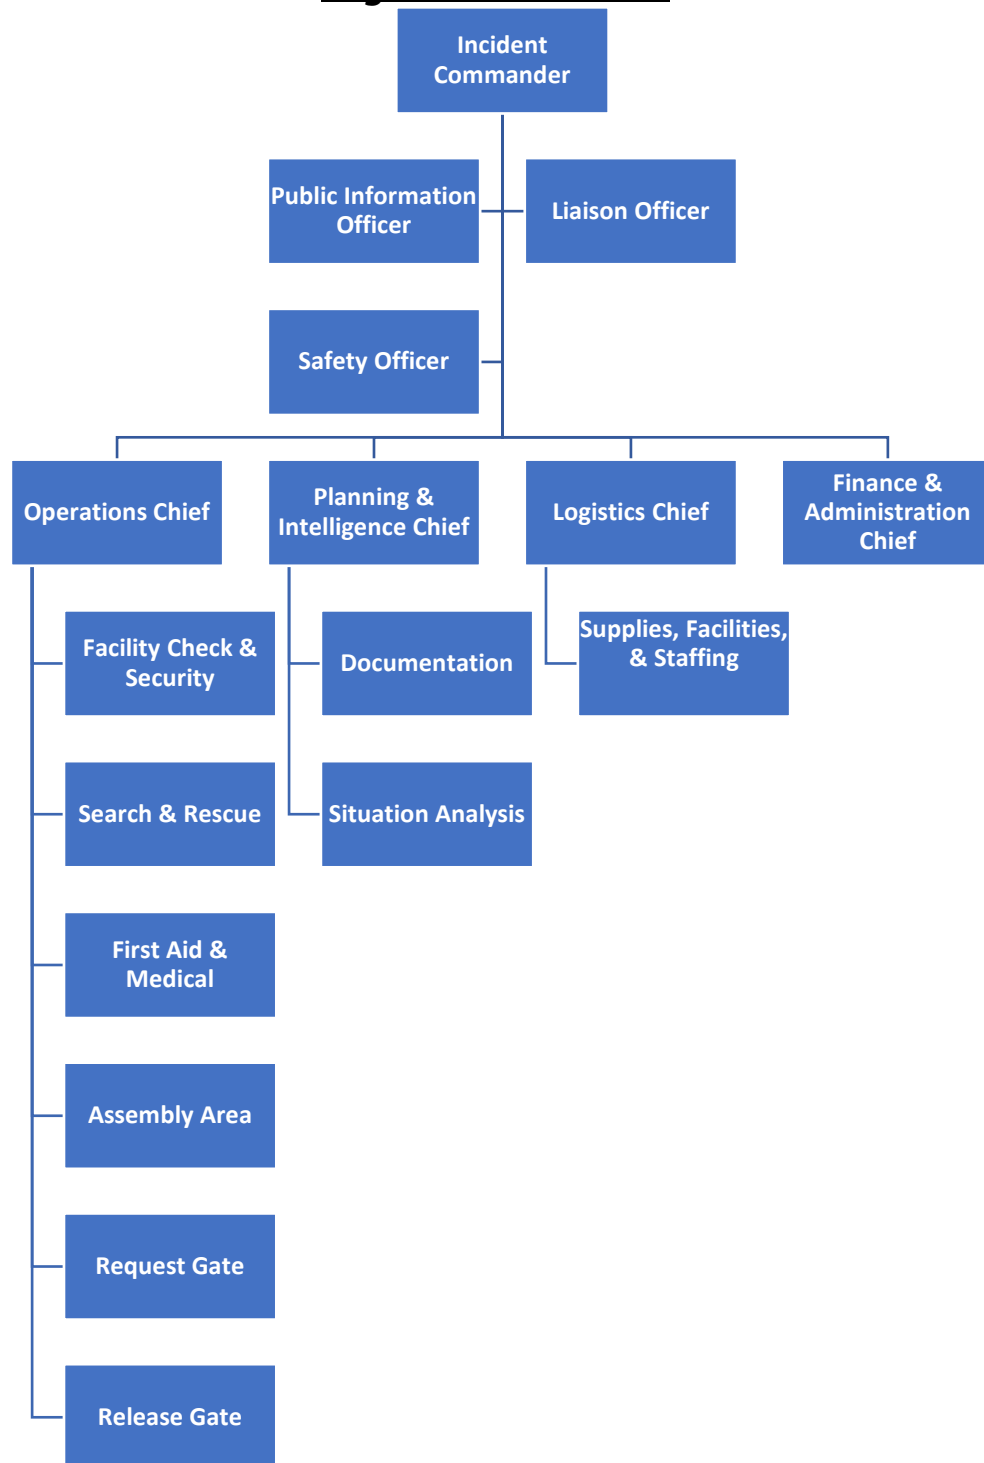 Incident
Commander
Public Information
Officer
Liaison Officer
Safety Officer
Operations Chief
Planning &
Intelligence Chief
Logistics Chief
Finance &
Administration
Chief
Facility Check &
Security
Documentation
Supplies, Facilities,
& Staffing
Search & Rescue
Situation Analysis
First Aid &
Medical
Assembly Area
Request Gate
Release Gate